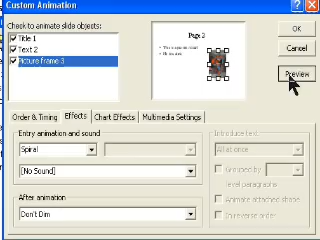 Custom Animation
Check to animate slide objects:
Title 1
Text 2
Picture frame 3
Page 2
OK
Cancel
Preview
Order & Timing
Effects
Chart Effects
Multimedia Settings
Entry animation and sound
Spiral
[No Sound]
After animation
Don't Dim
Introduce text
All at once
Grouped by
level paragraphs
Animate attached shape
In reverse order